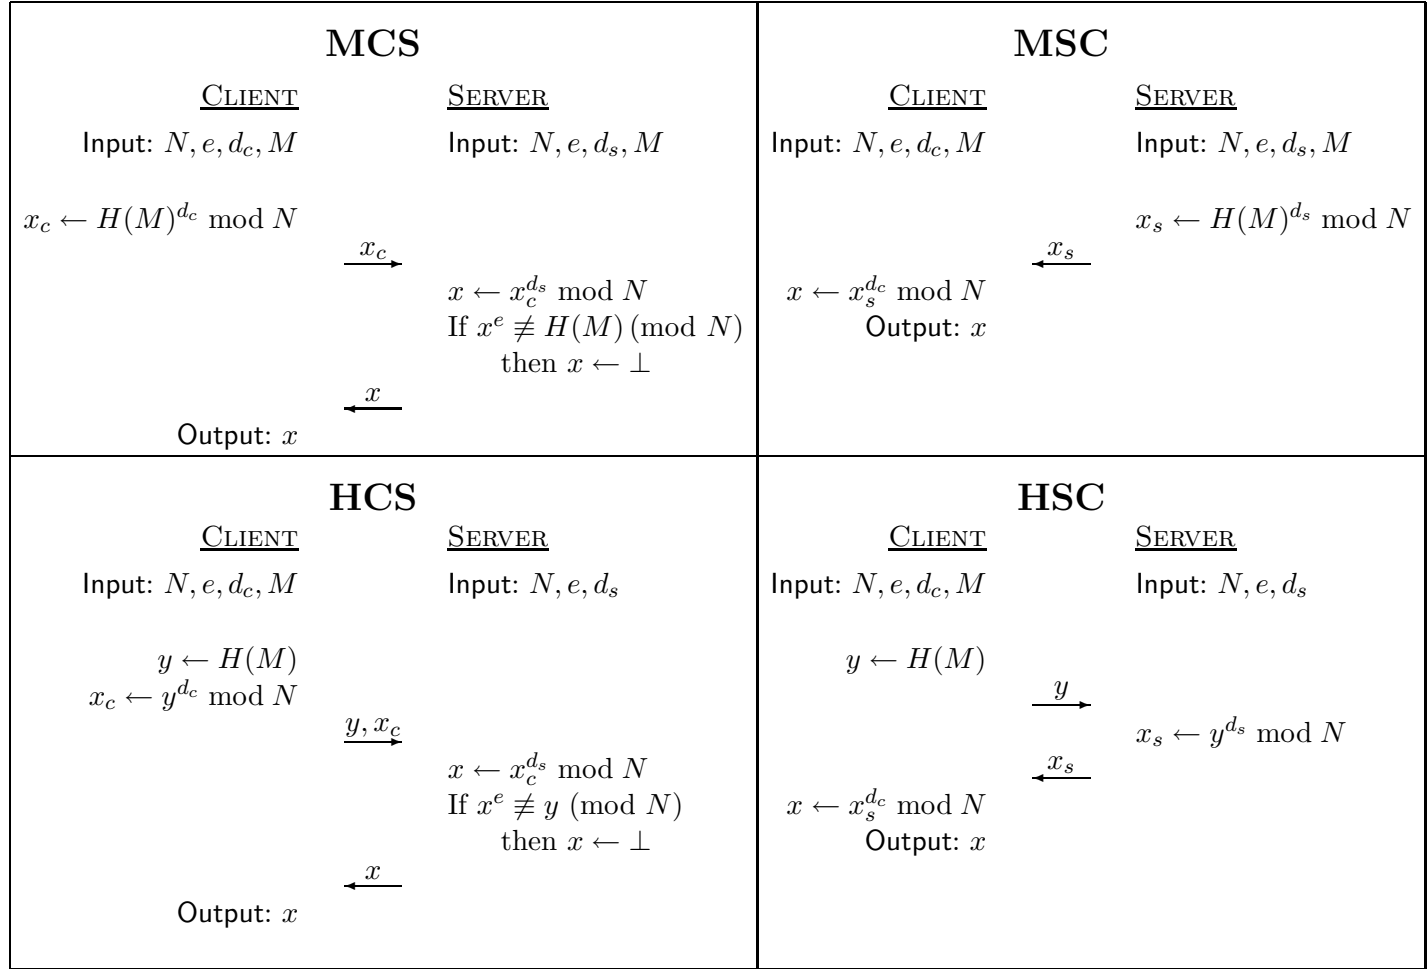 MCS
CLIENT SERVER
Input: N, e, d_c, M Input: N, e, d_s, M
x_c ← H(M)^{d_c} mod N
x_c
x ← x_c^{d_s} mod N
If x^e ≢ H(M) (mod N)
then x ← ⊥
x
Output: x
MSC
CLIENT SERVER
Input: N, e, d_c, M Input: N, e, d_s, M
x_s ← H(M)^{d_s} mod N
x_s
x ← x_s^{d_c} mod N
Output: x
HCS
CLIENT SERVER
Input: N, e, d_c, M Input: N, e, d_s
y ← H(M)
x_c ← y^{d_c} mod N
y, x_c
x ← x_c^{d_s} mod N
If x^e ≢ y (mod N)
then x ← ⊥
x
Output: x
HSC
CLIENT SERVER
Input: N, e, d_c, M Input: N, e, d_s
y ← H(M)
y
x_s ← y^{d_s} mod N
x_s
x ← x_s^{d_c} mod N
Output: x